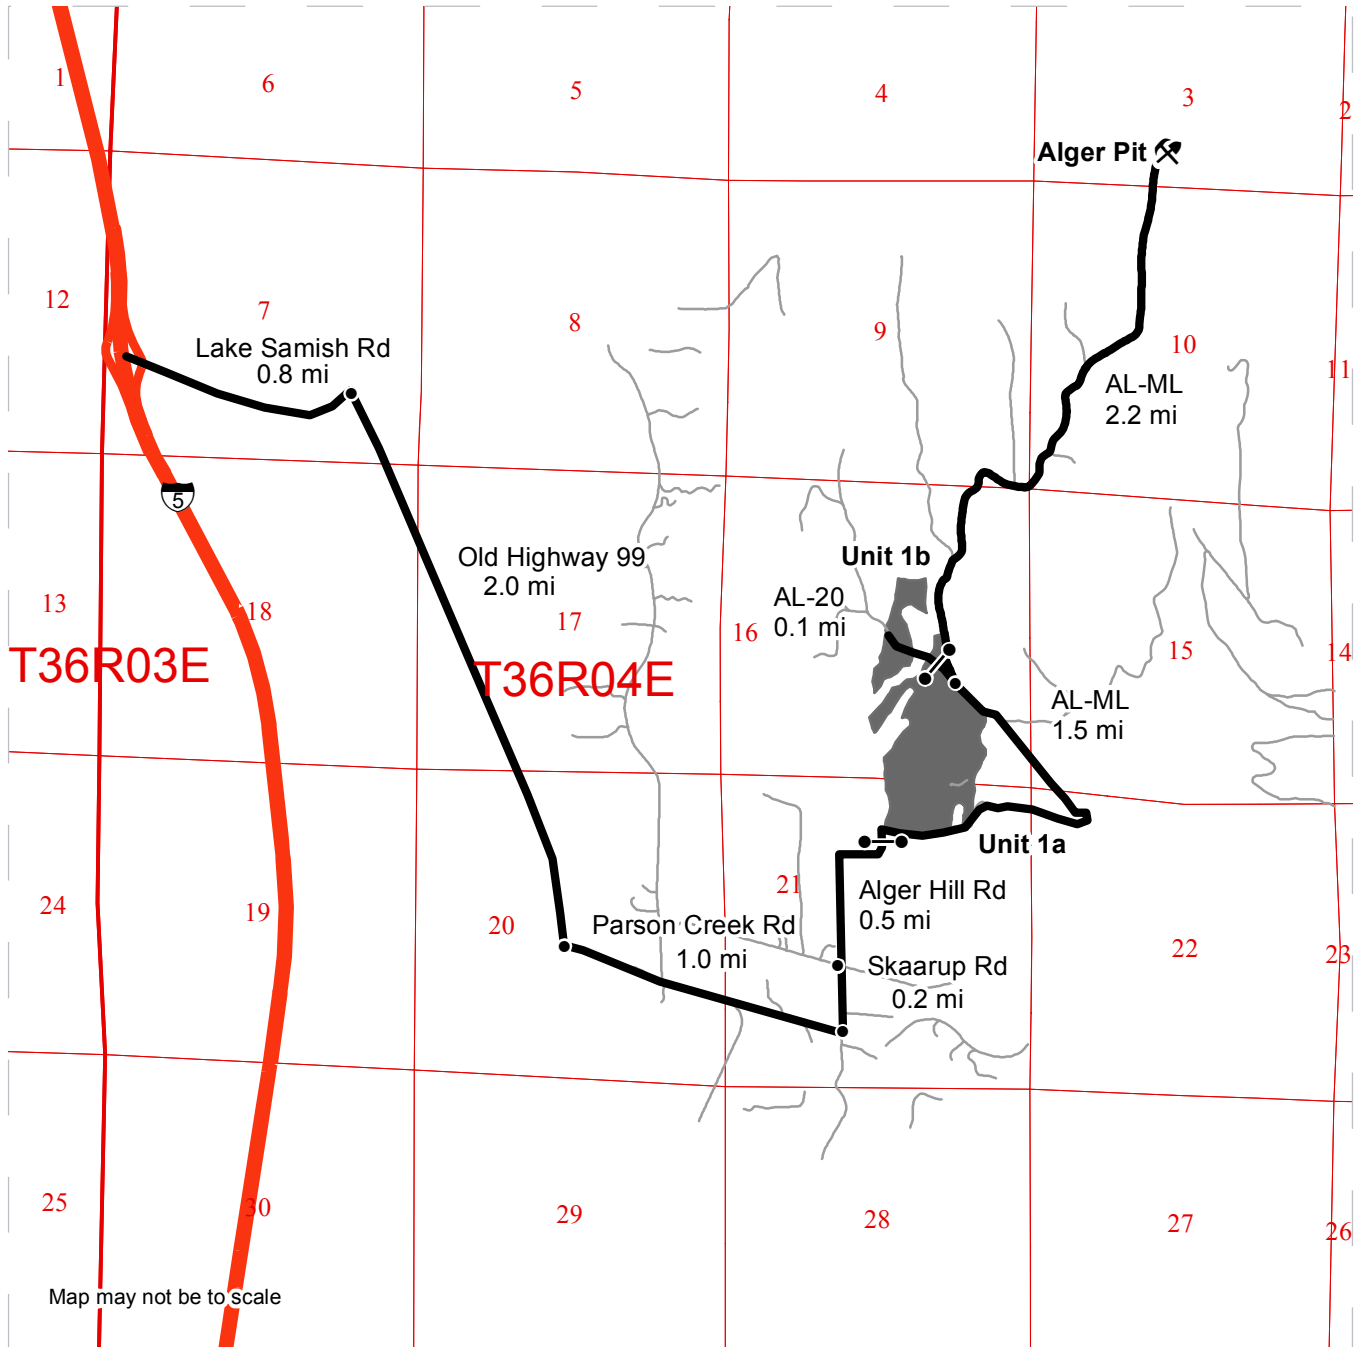 1
6
5
4
3
2
Alger Pit
12
7
8
9
10
11
Lake Samish Rd
0.8 mi
AL-ML
2.2 mi
5
Old Highway 99
2.0 mi
Unit 1b
AL-20
0.1 mi
13
18
17
16
15
14
T36R03E
T36R04E
AL-ML
1.5 mi
Unit 1a
24
19
20
21
22
23
Alger Hill Rd
0.5 mi
Parson Creek Rd
1.0 mi
Skaarup Rd
0.2 mi
25
30
29
28
27
26
Map may not be to scale